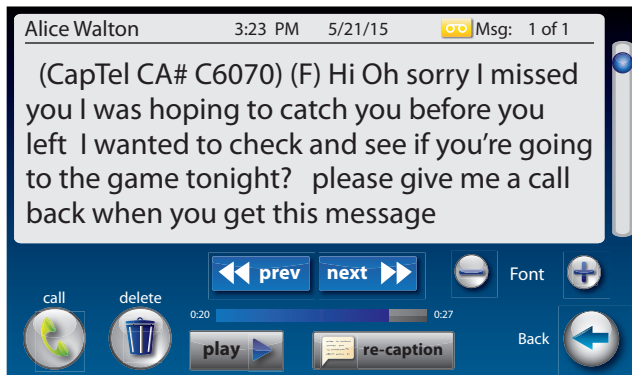 Alice Walton 3:23 PM 5/21/15 Msg: 1 of 1
(CapTel CA# C6070) (F) Hi Oh sorry I missed
you I was hoping to catch you before you
left I wanted to check and see if you're going
to the game tonight? please give me a call
back when you get this message
prev next Font
call delete
0:20 0:27
play re-caption Back